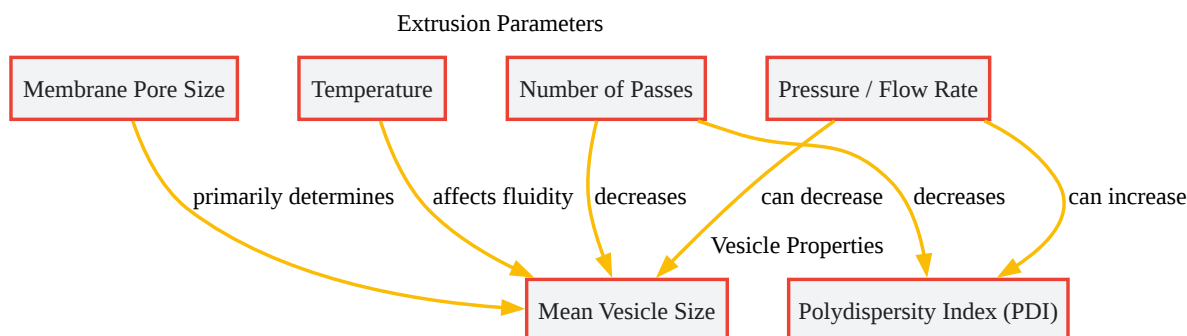 Extrusion Parameters
Membrane Pore Size
Temperature
Number of Passes
Pressure / Flow Rate
primarily determines
affects fluidity
decreases
can decrease
decreases
can increase
Vesicle Properties
Mean Vesicle Size
Polydispersity Index (PDI)